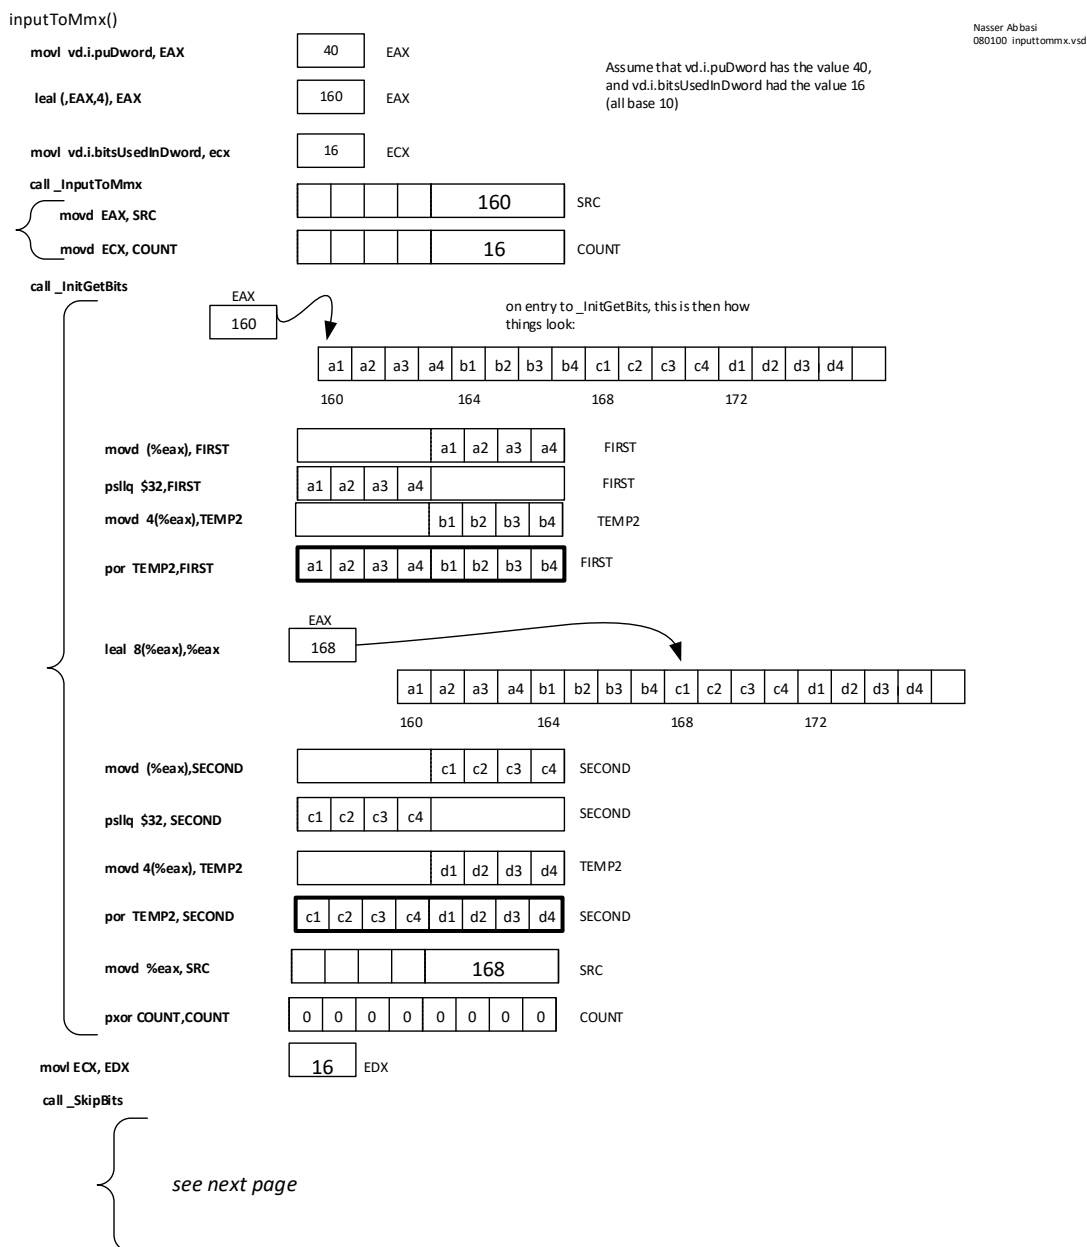 inputToMmx()
Nasser Abbasi
080100 inputtommx.vsd
movl vd.i.puDword, EAX
40
EAX
Assume that vd.i.puDword has the value 40,
and vd.i.bitsUsedInDword had the value 16
(all base 10)
leal (,EAX,4), EAX
160
EAX
movl vd.i.bitsUsedInDword, ecx
16
ECX
call _InputToMmx
movd EAX, SRC
160
SRC
movd ECX, COUNT
16
COUNT
call _InitGetBits
EAX
160
on entry to _InitGetBits, this is then how
things look:
a1 a2 a3 a4 b1 b2 b3 b4 c1 c2 c3 c4 d1 d2 d3 d4
160 164 168 172
movd (%eax), FIRST
a1 a2 a3 a4
FIRST
psllq $32,FIRST
a1 a2 a3 a4
FIRST
movd 4(%eax),TEMP2
b1 b2 b3 b4
TEMP2
por TEMP2,FIRST
a1 a2 a3 a4 b1 b2 b3 b4
FIRST
EAX
leal 8(%eax),%eax
168
a1 a2 a3 a4 b1 b2 b3 b4 c1 c2 c3 c4 d1 d2 d3 d4
160 164 168 172
movd (%eax),SECOND
c1 c2 c3 c4
SECOND
psllq $32, SECOND
c1 c2 c3 c4
SECOND
movd 4(%eax), TEMP2
d1 d2 d3 d4
TEMP2
por TEMP2, SECOND
c1 c2 c3 c4 d1 d2 d3 d4
SECOND
movd %eax, SRC
168
SRC
pxor COUNT,COUNT
0 0 0 0 0 0 0 0
COUNT
movl ECX, EDX
16
EDX
call _SkipBits
see next page